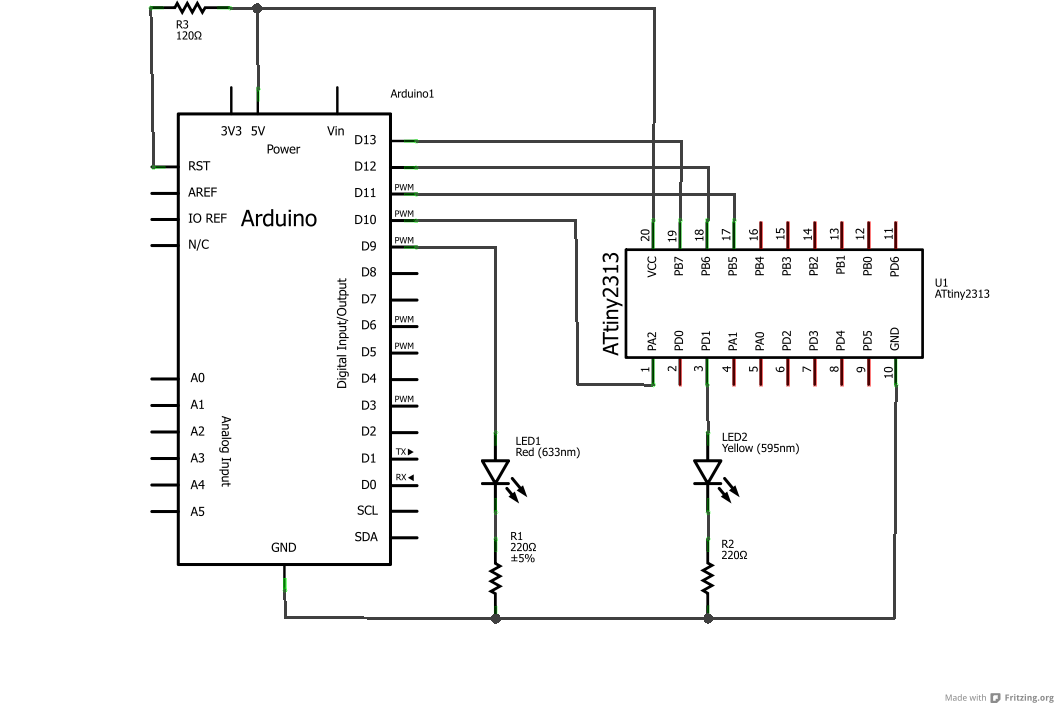 R3
120Ω
Arduino1
3V3 5V Vin
Power
RST
AREF
IO REF
N/C
Arduino
A0
A1
A2
A3
A4
A5
Analog Input
GND
Digital Input/Output
D13
D12
D11 PWM
D10 PWM
D9 PWM
D8
D7
D6 PWM
D5 PWM
D4
D3 PWM
D2
D1 TX
D0 RX
SCL
SDA
ATtiny2313
20 19 18 17 16 15 14 13 12 11
VCC PB7 PB6 PB5 PB4 PB3 PB2 PB1 PB0 PD6
PA2 PD0 PD1 PA1 PA0 PD2 PD3 PD4 PD5 GND
1 2 3 4 5 6 7 8 9 10
U1
ATtiny2313
LED1
Red (633nm)
LED2
Yellow (595nm)
R1
220Ω
±5%
R2
220Ω
Made with Fritzing.org